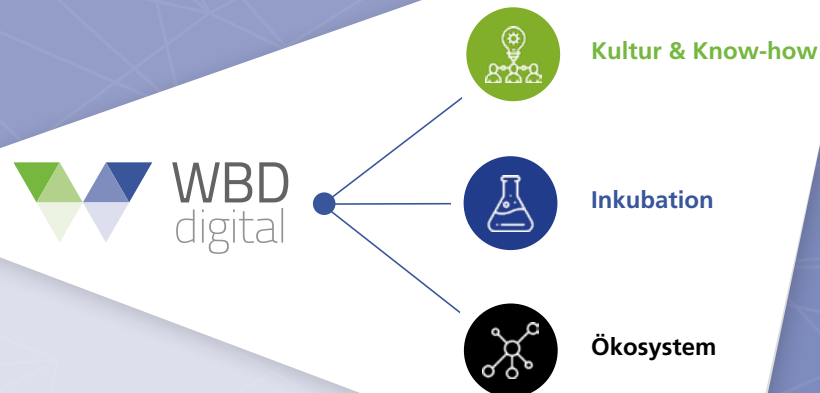 Kultur & Know-how
WBD
digital
Inkubation
Ökosystem